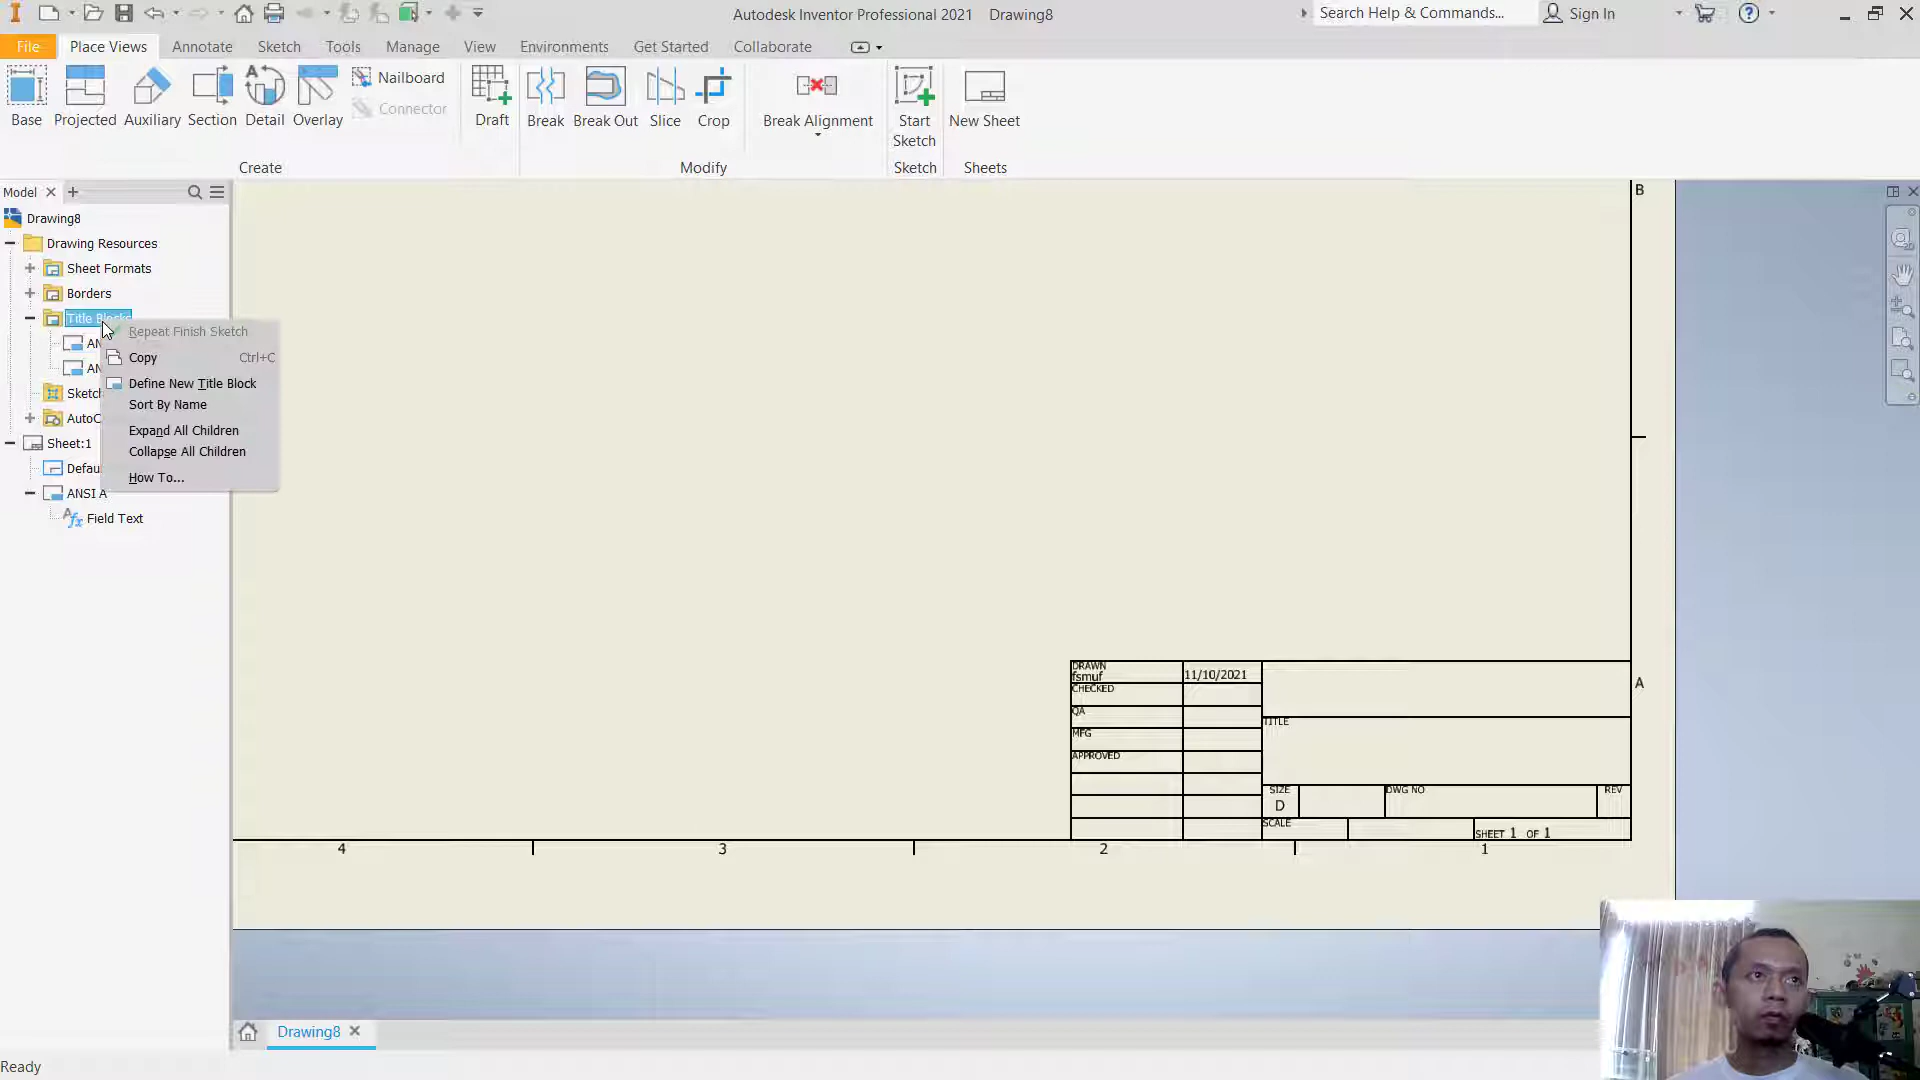 Autodesk Inventor Professional 2021 Drawing8
Search Help & Commands...
Sign In
File
Place Views
Annotate
Sketch
Tools
Manage
View
Environments
Get Started
Collaborate
Base
Projected
Auxiliary
Section
Detail
Overlay
Nailboard
Connector
Draft
Break
Break Out
Slice
Crop
Break Alignment
Start
Sketch
New Sheet
Create
Modify
Sketch
Sheets
Model
Drawing8
Drawing Resources
Sheet Formats
Borders
Title Blocks
AN
AN
Sketch
AutoC
Sheet:1
Defau
ANSI A
Field Text
Repeat Finish Sketch
Copy Ctrl+C
Define New Title Block
Sort By Name
Expand All Children
Collapse All Children
How To...
B
A
DRAWN
fsmuf
11/10/2021
CHECKED
QA
MFG
APPROVED
TITLE
SIZE
D
DWG NO
REV
SCALE
SHEET 1 OF 1
4
3
2
1
Drawing8
Ready